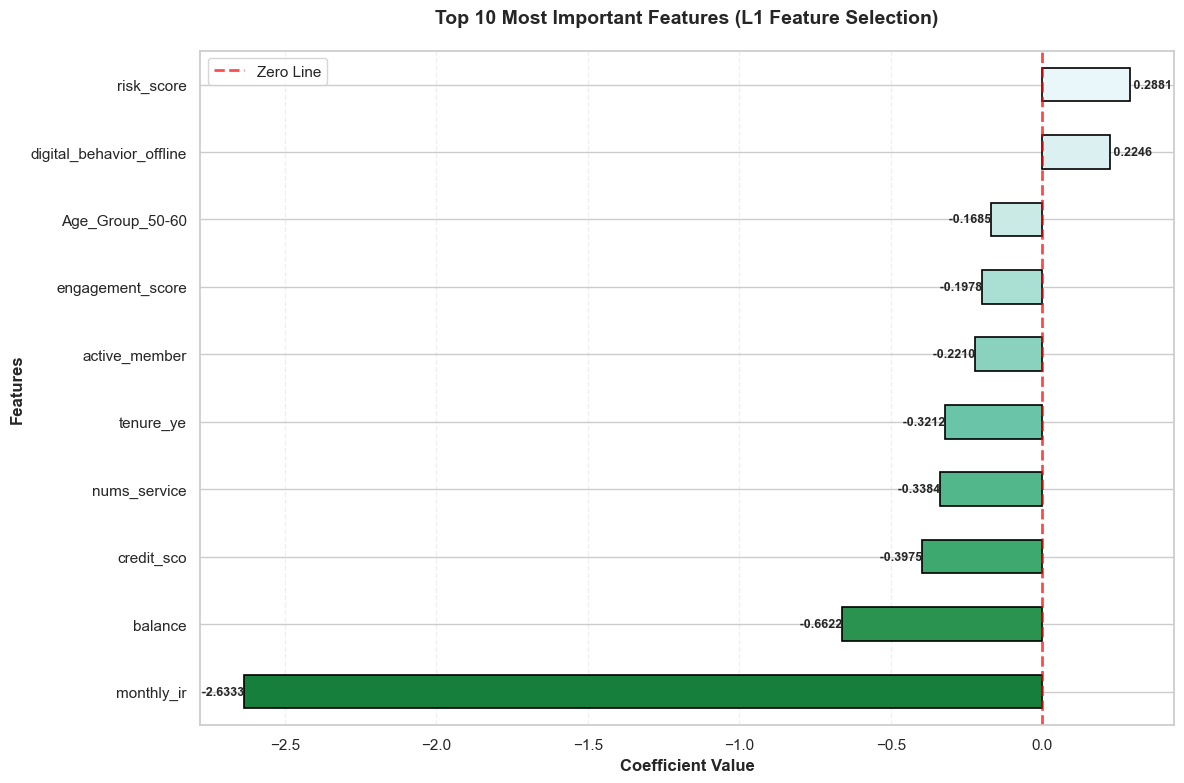 Top 10 Most Important Features (L1 Feature Selection)
Zero Line
risk_score
0.2881
digital_behavior_offline
0.2246
Age_Group_50-60
-0.1685
engagement_score
-0.1978
active_member
-0.2210
tenure_ye
-0.3212
nums_service
-0.3384
credit_sco
-0.3975
balance
-0.6622
monthly_ir
-2.6333
Features
−2.5 −2.0 −1.5 −1.0 −0.5 0.0
Coefficient Value